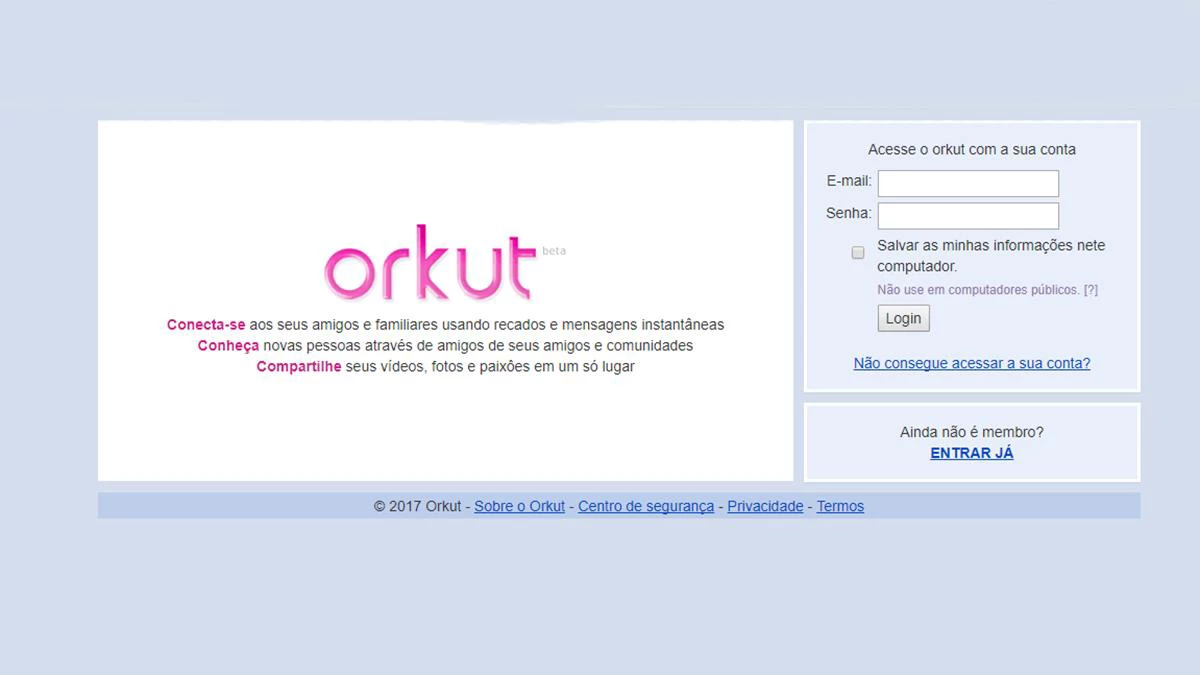 orkut beta
Conecta-se aos seus amigos e familiares usando recados e mensagens instantâneas
Conheça novas pessoas através de amigos de seus amigos e comunidades
Compartilhe seus vídeos, fotos e paixões em um só lugar
Acesse o orkut com a sua conta
E-mail:
Senha:
Salvar as minhas informações nete
computador.
Não use em computadores públicos. [?]
Login
Não consegue acessar a sua conta?
Ainda não é membro?
ENTRAR JÁ
© 2017 Orkut - Sobre o Orkut - Centro de segurança - Privacidade - Termos